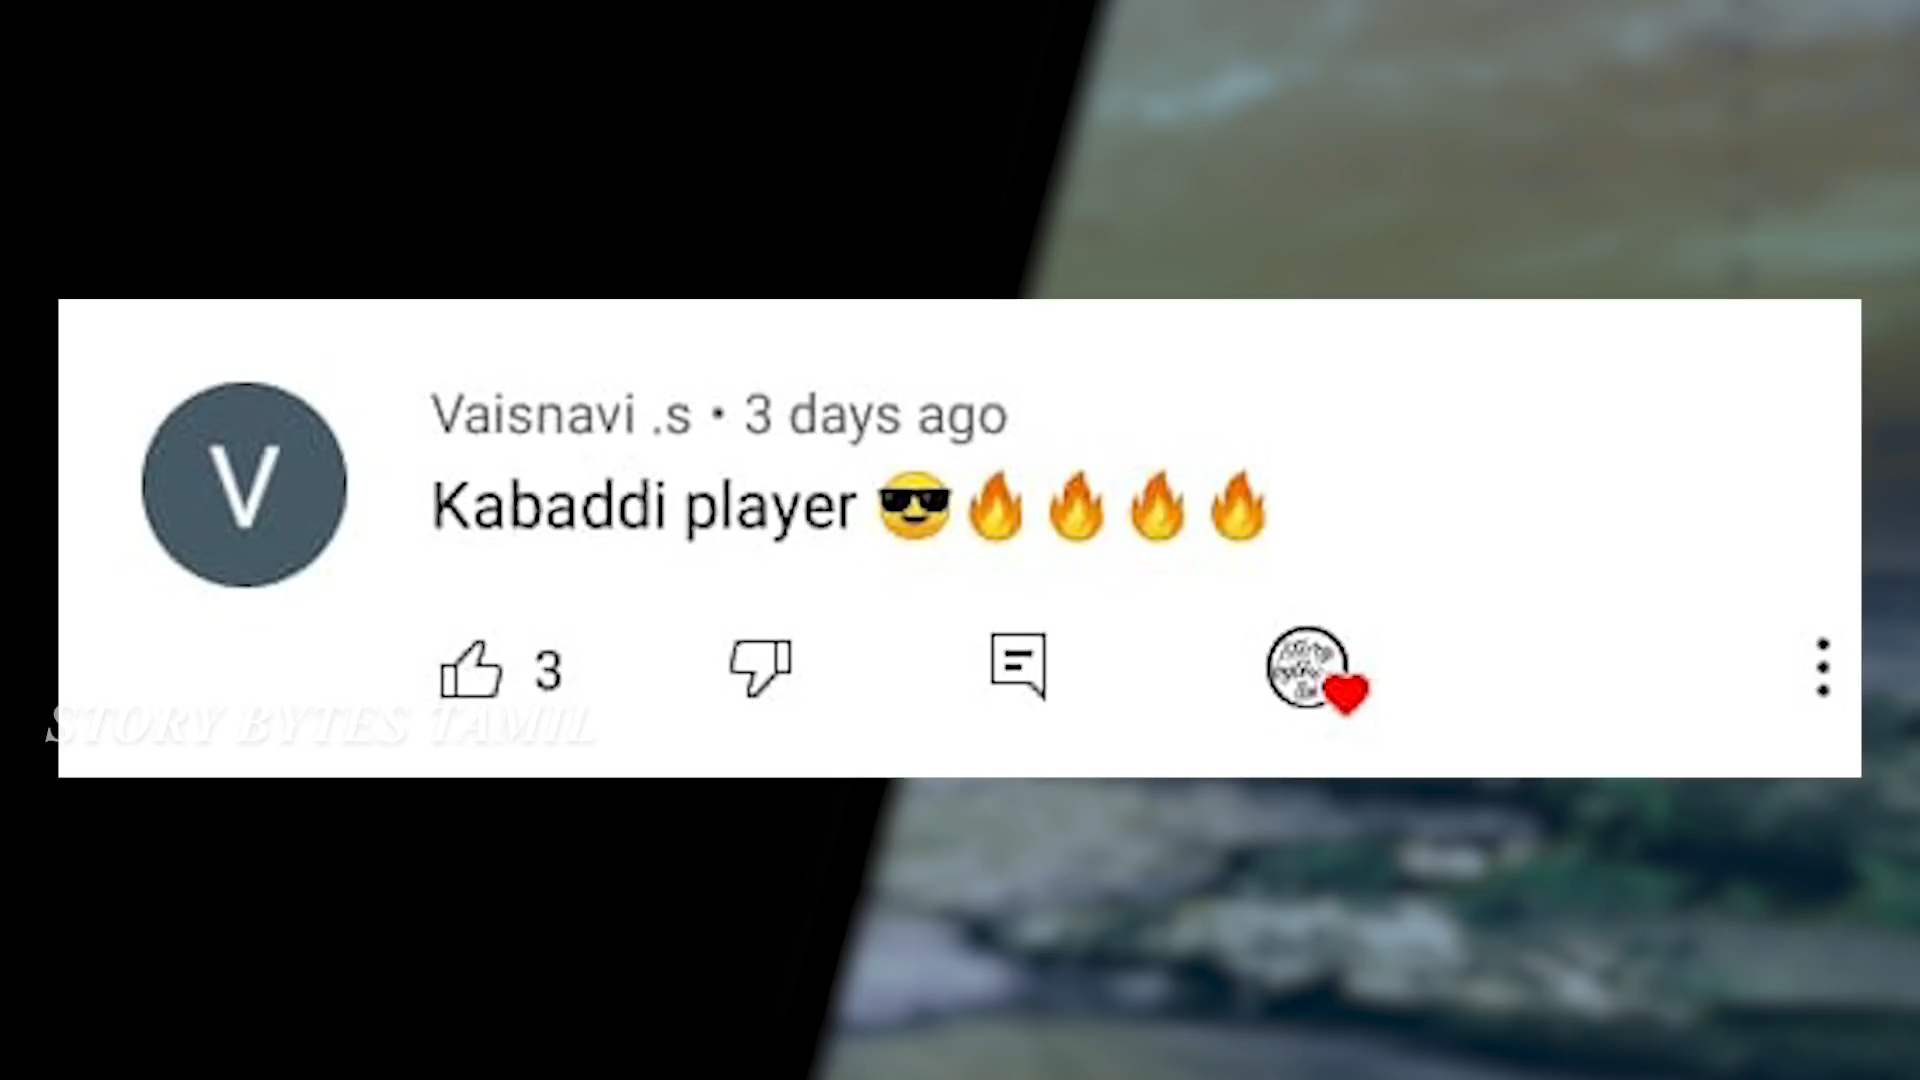 V
Vaisnavi .s • 3 days ago
Kabaddi player 😎🔥🔥🔥🔥
3
STORY BYTES TAMIL